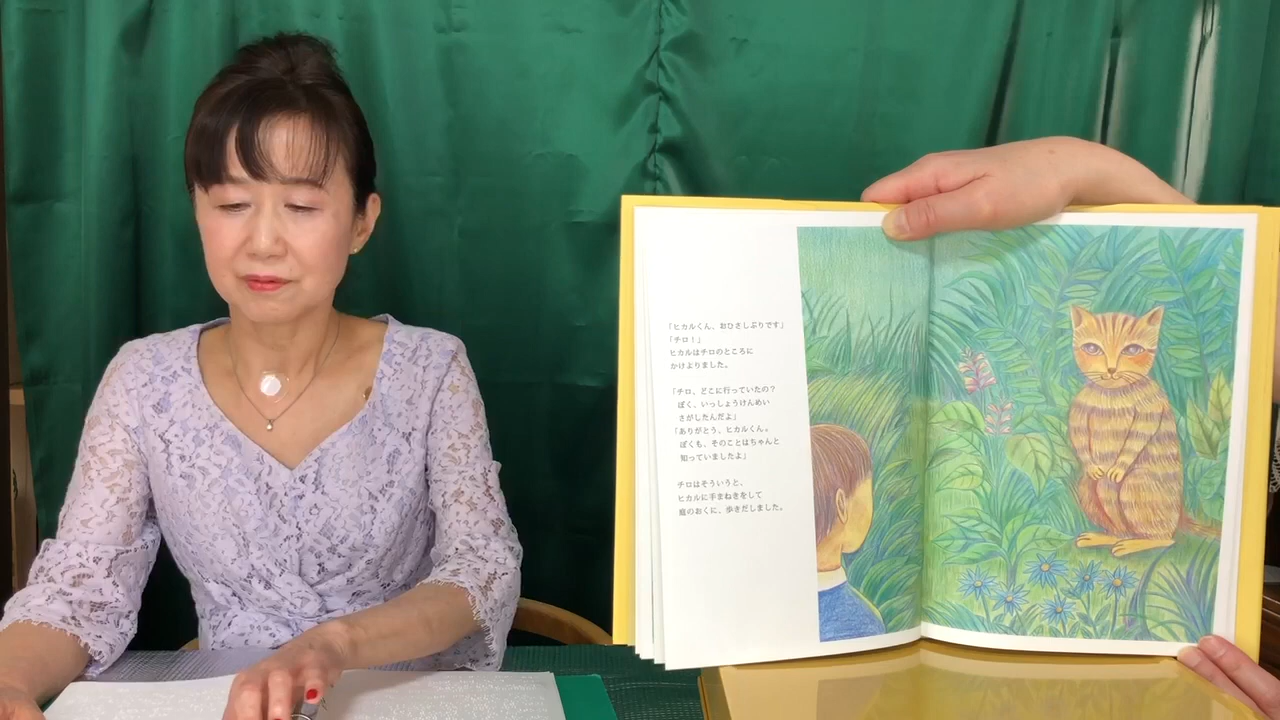 「ヒカルくん、おひさしぶりです」
「チロ！」
ヒカルはチロのところに
かけよりました。
「チロ、どこに行っていたの？
ぼく、いっしょうけんめい
さがしたんだよ」
「ありがとう、ヒカルくん。
ぼくも、そのことはちゃんと
知っていましたよ」
チロはそういうと、
ヒカルに手まねきをして
庭のおくに、歩きだしました。